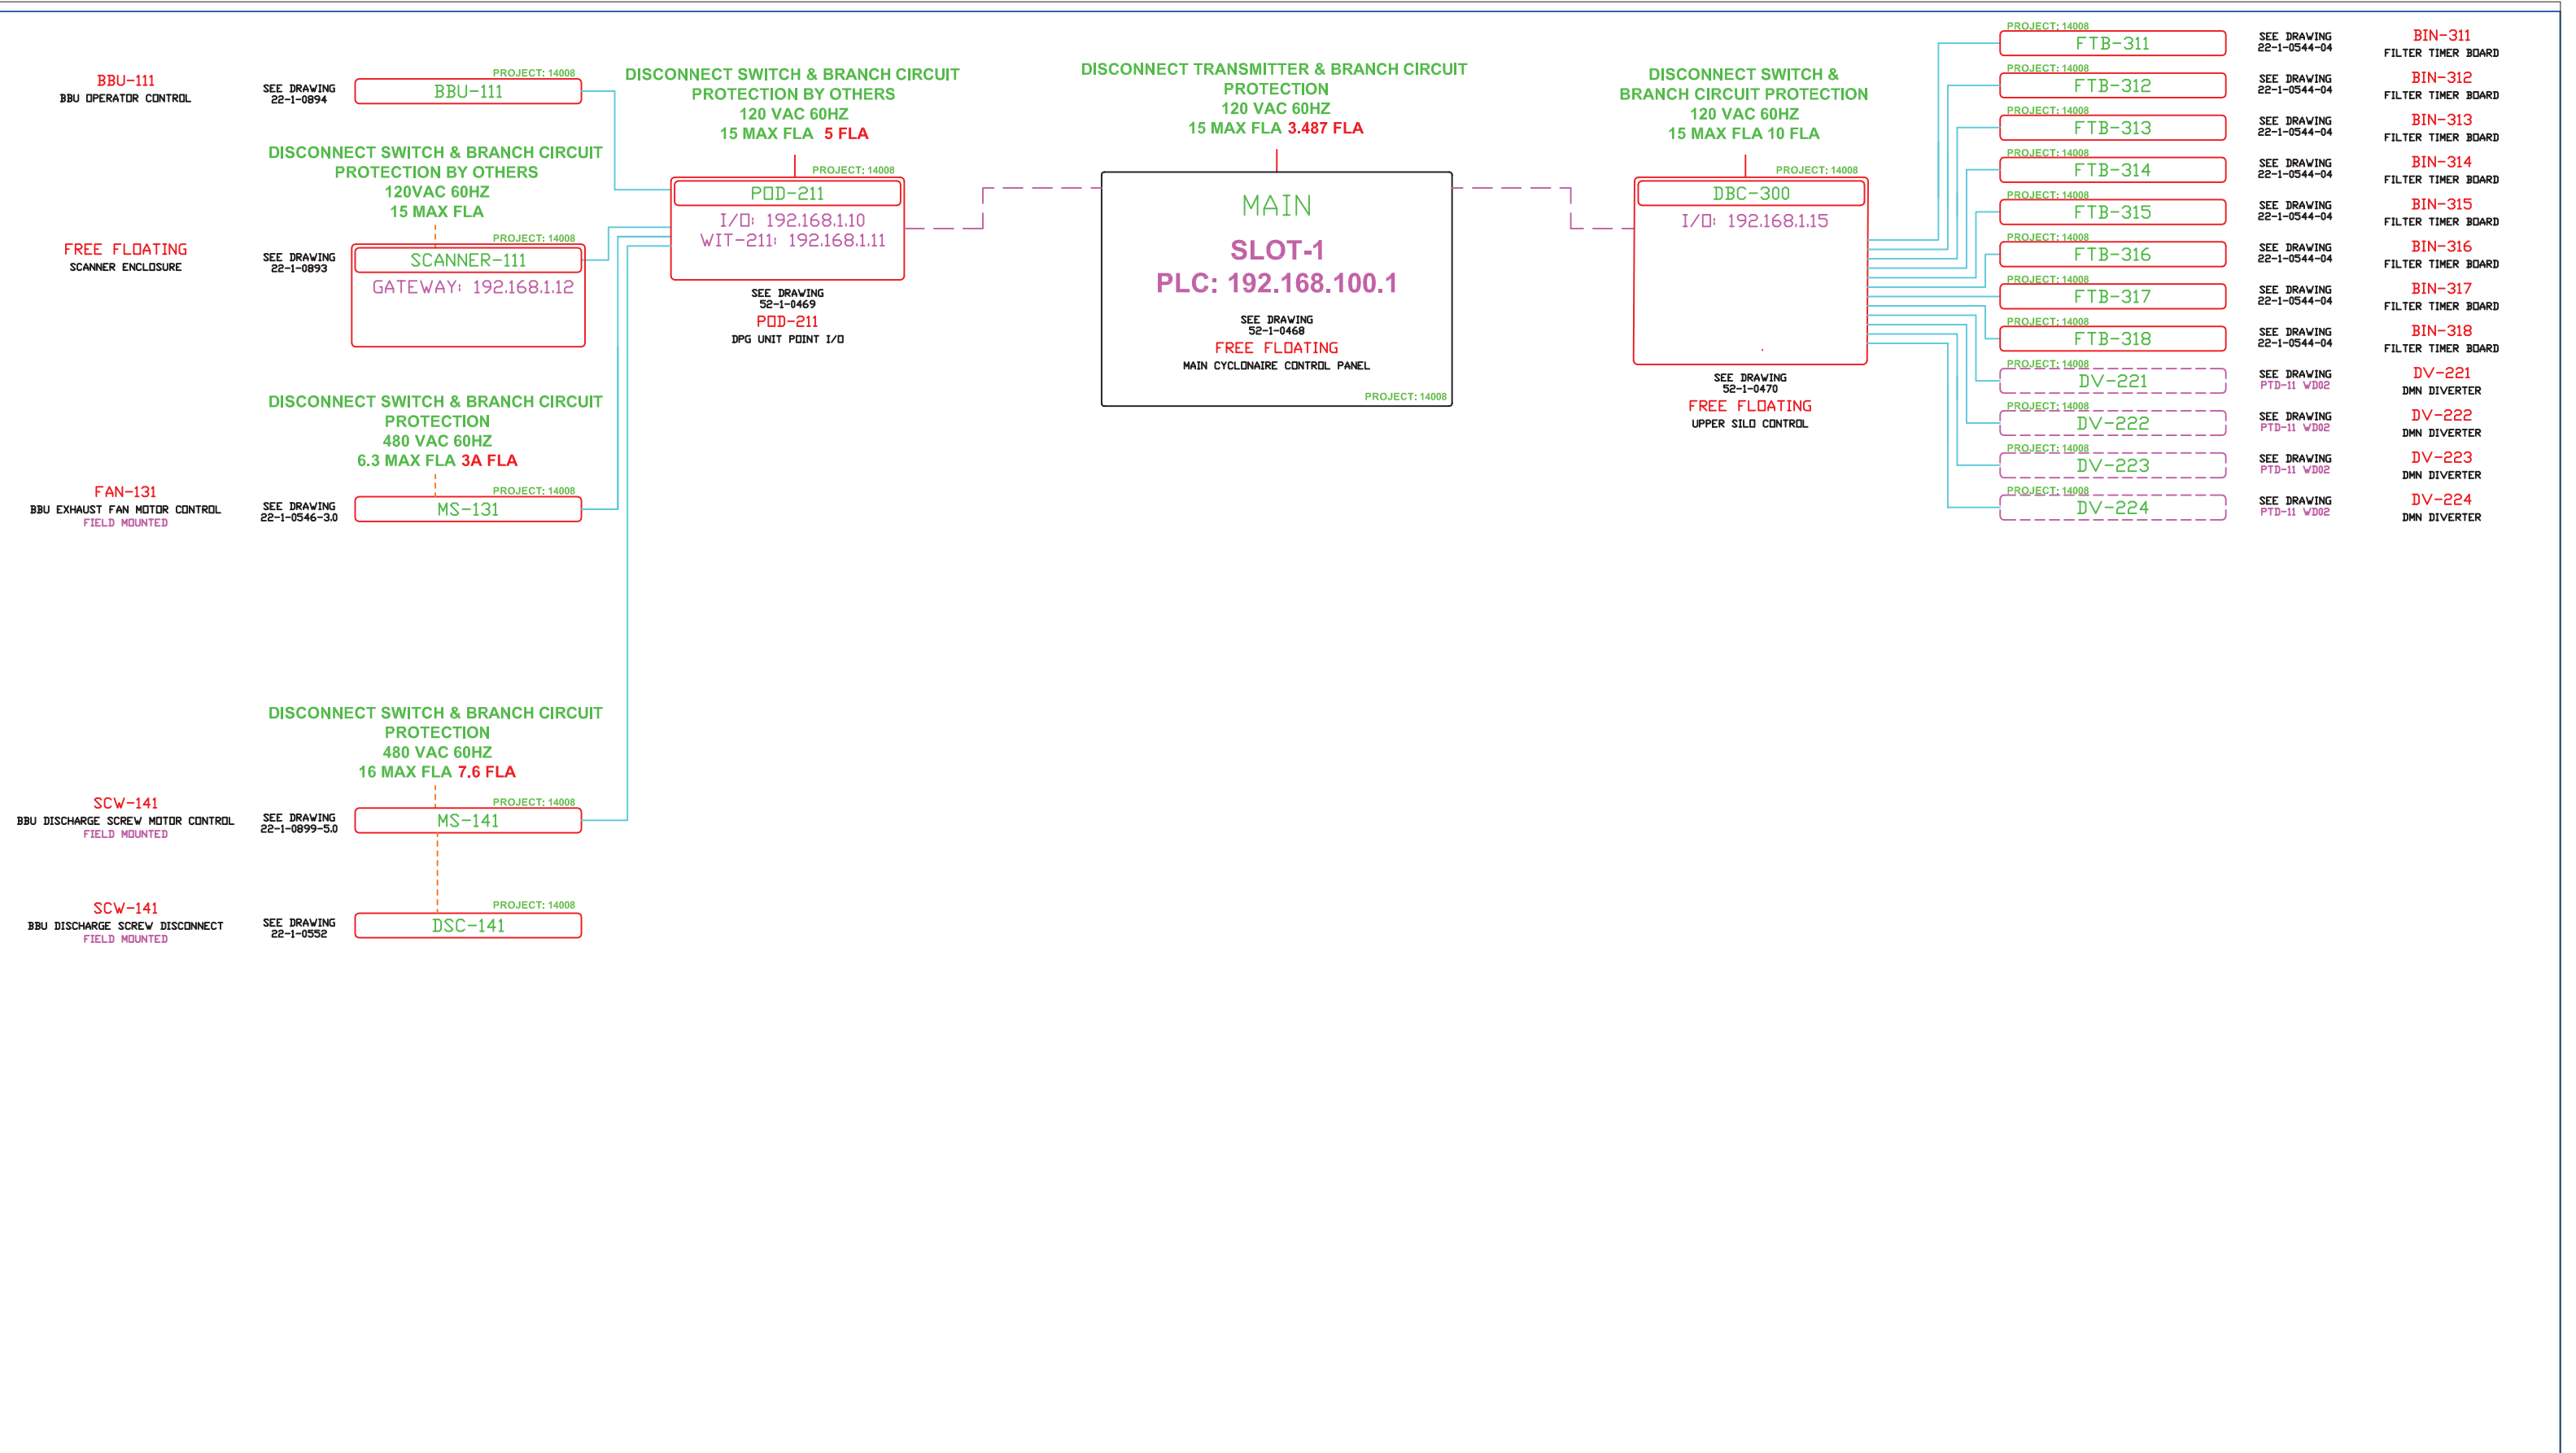 BBU-111
BBU OPERATOR CONTROL
SEE DRAWING
22-1-0894
PROJECT: 14008
BBU-111
DISCONNECT SWITCH & BRANCH CIRCUIT
PROTECTION BY OTHERS
120VAC 60HZ
15 MAX FLA
FREE FLOATING
SCANNER ENCLOSURE
SEE DRAWING
22-1-0893
PROJECT: 14008
SCANNER-111
GATEWAY: 192.168.1.12
DISCONNECT SWITCH & BRANCH CIRCUIT
PROTECTION
480 VAC 60HZ
6.3 MAX FLA 3A FLA
FAN-131
BBU EXHAUST FAN MOTOR CONTROL
FIELD MOUNTED
SEE DRAWING
22-1-0546-3.0
PROJECT: 14008
MS-131
DISCONNECT SWITCH & BRANCH CIRCUIT
PROTECTION
480 VAC 60HZ
16 MAX FLA 7.6 FLA
SCW-141
BBU DISCHARGE SCREW MOTOR CONTROL
FIELD MOUNTED
SEE DRAWING
22-1-0899-5.0
PROJECT: 14008
MS-141
SCW-141
BBU DISCHARGE SCREW DISCONNECT
FIELD MOUNTED
SEE DRAWING
22-1-0552
PROJECT: 14008
DSC-141
DISCONNECT SWITCH & BRANCH CIRCUIT
PROTECTION BY OTHERS
120 VAC 60HZ
15 MAX FLA 5 FLA
PROJECT: 14008
POD-211
I/O: 192.168.1.10
WIT-211: 192.168.1.11
SEE DRAWING
52-1-0469
POD-211
DPG UNIT POINT I/O
DISCONNECT TRANSMITTER & BRANCH CIRCUIT
PROTECTION
120 VAC 60HZ
15 MAX FLA 3.487 FLA
MAIN
SLOT-1
PLC: 192.168.100.1
SEE DRAWING
52-1-0468
FREE FLOATING
MAIN CYCLONAIRE CONTROL PANEL
PROJECT: 14008
DISCONNECT SWITCH &
BRANCH CIRCUIT PROTECTION
120 VAC 60HZ
15 MAX FLA 10 FLA
PROJECT: 14008
DBC-300
I/O: 192.168.1.15
SEE DRAWING
52-1-0470
FREE FLOATING
UPPER SILO CONTROL
PROJECT: 14008
FTB-311
SEE DRAWING
22-1-0544-04
BIN-311
FILTER TIMER BOARD
PROJECT: 14008
FTB-312
SEE DRAWING
22-1-0544-04
BIN-312
FILTER TIMER BOARD
PROJECT: 14008
FTB-313
SEE DRAWING
22-1-0544-04
BIN-313
FILTER TIMER BOARD
PROJECT: 14008
FTB-314
SEE DRAWING
22-1-0544-04
BIN-314
FILTER TIMER BOARD
PROJECT: 14008
FTB-315
SEE DRAWING
22-1-0544-04
BIN-315
FILTER TIMER BOARD
PROJECT: 14008
FTB-316
SEE DRAWING
22-1-0544-04
BIN-316
FILTER TIMER BOARD
PROJECT: 14008
FTB-317
SEE DRAWING
22-1-0544-04
BIN-317
FILTER TIMER BOARD
PROJECT: 14008
FTB-318
SEE DRAWING
22-1-0544-04
BIN-318
FILTER TIMER BOARD
PROJECT: 14008
DV-221
SEE DRAWING
PTD-11 WD02
DV-221
DMN DIVERTER
PROJECT: 14008
DV-222
SEE DRAWING
PTD-11 WD02
DV-222
DMN DIVERTER
PROJECT: 14008
DV-223
SEE DRAWING
PTD-11 WD02
DV-223
DMN DIVERTER
PROJECT: 14008
DV-224
SEE DRAWING
PTD-11 WD02
DV-224
DMN DIVERTER